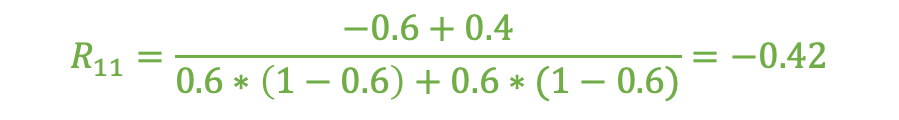 R₁₁ = (−0.6 + 0.4) / (0.6 ∗ (1 − 0.6) + 0.6 ∗ (1 − 0.6)) = −0.42